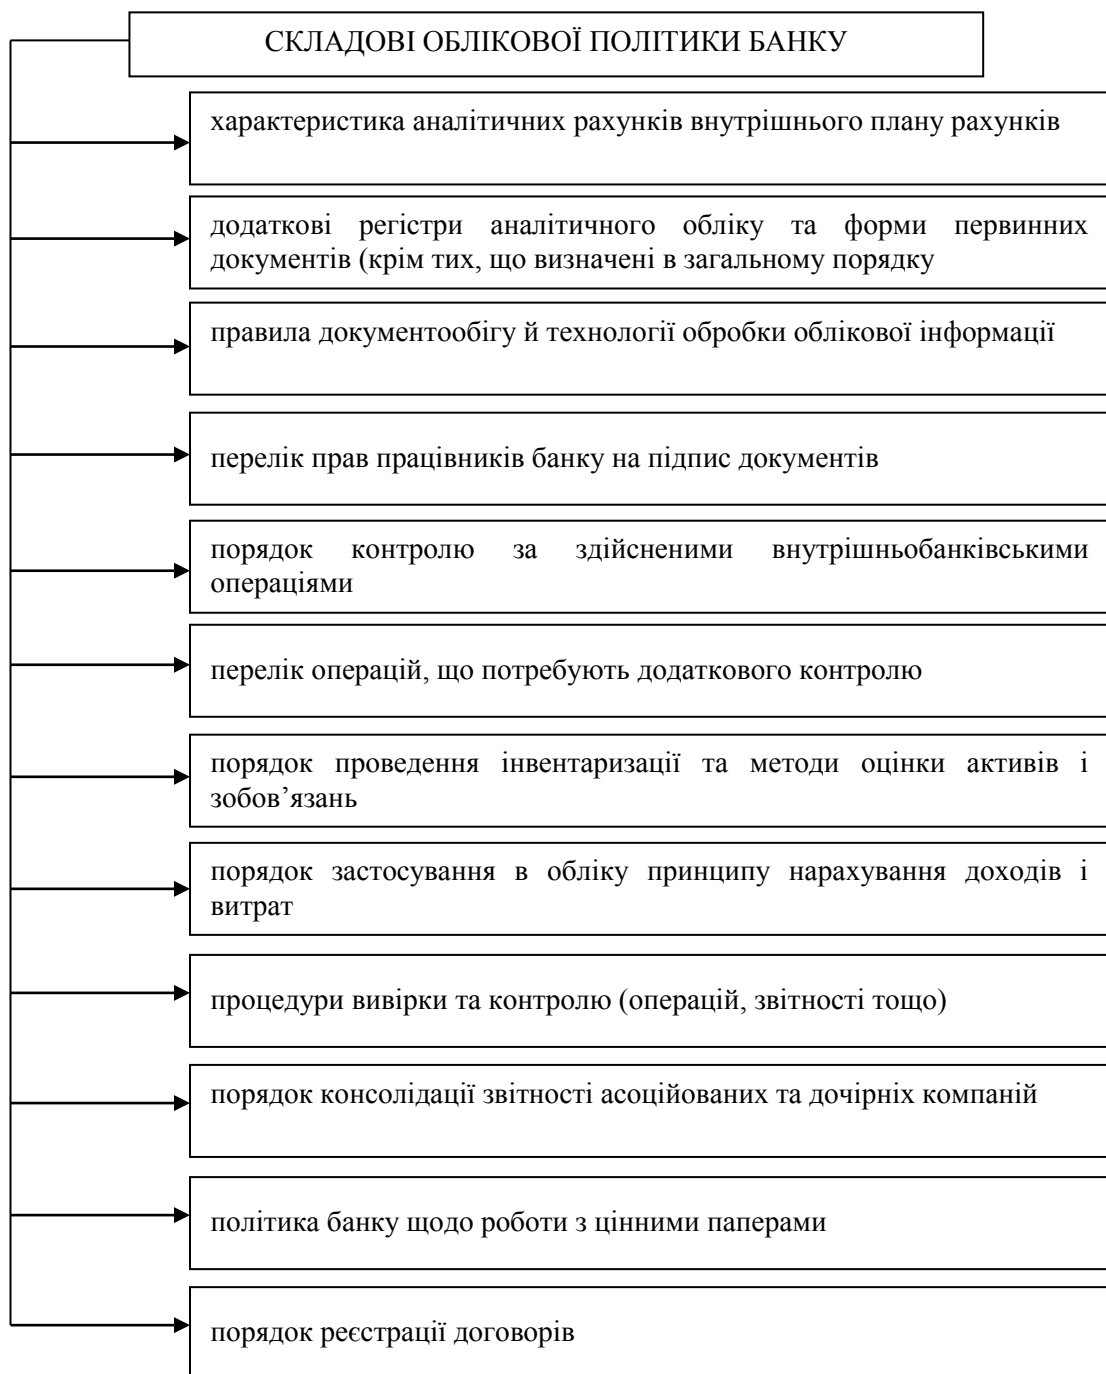 СКЛАДОВІ ОБЛІКОВОЇ ПОЛІТИКИ БАНКУ
характеристика аналітичних рахунків внутрішнього плану рахунків
додаткові регістри аналітичного обліку та форми первинних
документів (крім тих, що визначені в загальному порядку
правила документообігу й технології обробки облікової інформації
перелік прав працівників банку на підпис документів
порядок контролю за здійсненими внутрішньобанківськими
операціями
перелік операцій, що потребують додаткового контролю
порядок проведення інвентаризації та методи оцінки активів і
зобов’язань
порядок застосування в обліку принципу нарахування доходів і
витрат
процедури вивірки та контролю (операцій, звітності тощо)
порядок консолідації звітності асоційованих та дочірніх компаній
політика банку щодо роботи з цінними паперами
порядок реєстрації договорів